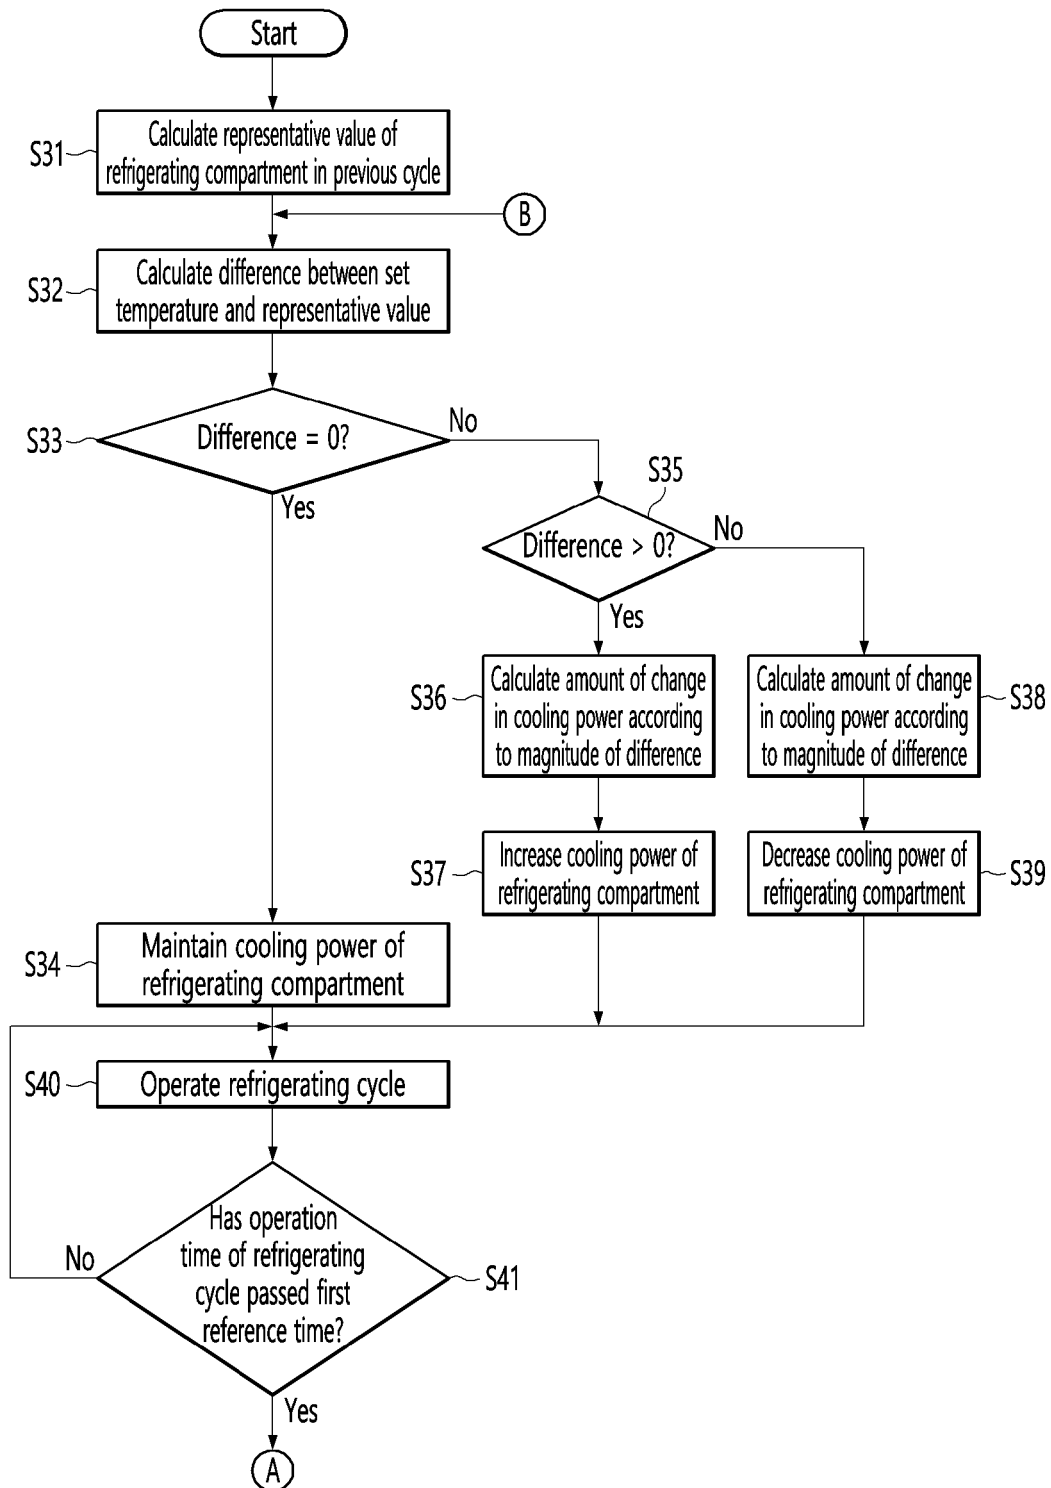 Start
S31
Calculate representative value of
refrigerating compartment in previous cycle
B
S32
Calculate difference between set
temperature and representative value
S33
Difference = 0?
No
Yes
S35
Difference > 0?
No
Yes
S36
Calculate amount of change
in cooling power according
to magnitude of difference
Calculate amount of change
in cooling power according
to magnitude of difference
S38
S37
Increase cooling power of
refrigerating compartment
Decrease cooling power of
refrigerating compartment
S39
S34
Maintain cooling power of
refrigerating compartment
S40
Operate refrigerating cycle
Has operation
time of refrigerating
cycle passed first
reference time?
No
S41
Yes
A